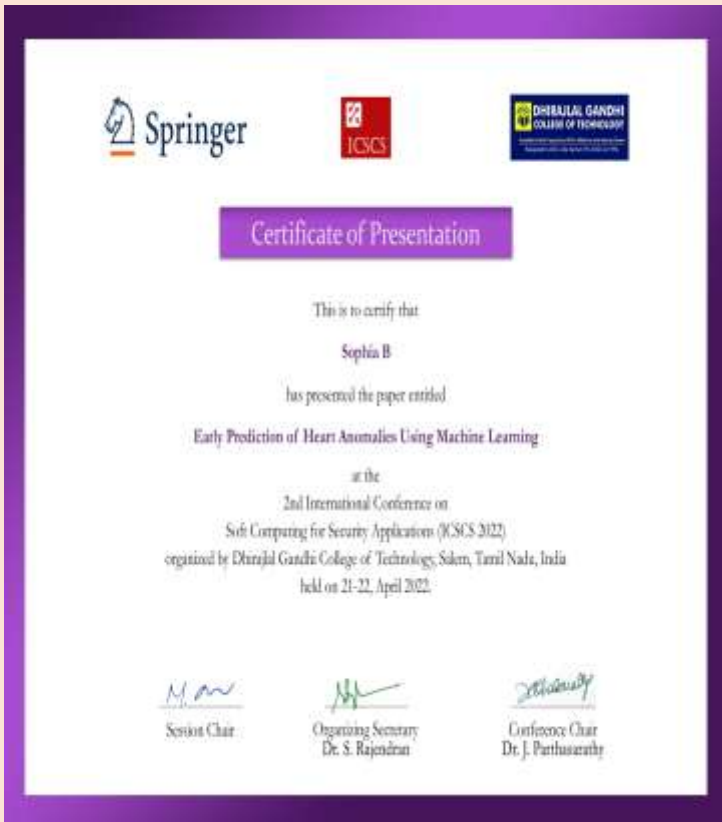 Springer
ICSCS
DHIRAJLAL GANDHI
COLLEGE OF TECHNOLOGY
Certificate of Presentation
This is to certify that
Sophia B
has presented the paper entitled
Early Prediction of Heart Anomalies Using Machine Learning
at the
2nd International Conference on
Soft Computing for Security Applications (ICSCS 2022)
organized by Dhirajlal Gandhi College of Technology, Salem, Tamil Nadu, India
held on 21-22, April 2022.
Session Chair
Organizing Secretary
Dr. S. Rajendran
Conference Chair
Dr. J. Parthasarathy